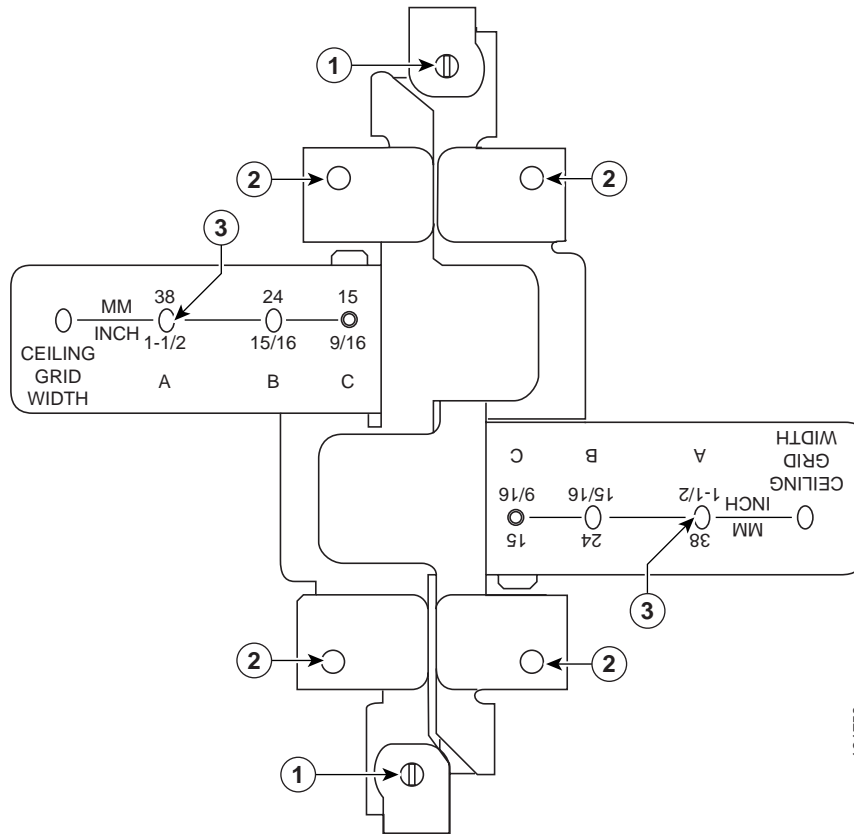 1
2
2
3
MM
38
24
15
INCH
1-1/2
15/16
9/16
CEILING
GRID
WIDTH
A
B
C
CEILING
GRID
WIDTH
A
B
C
INCH
1-1/2
15/16
9/16
MM
38
24
15
3
2
2
1